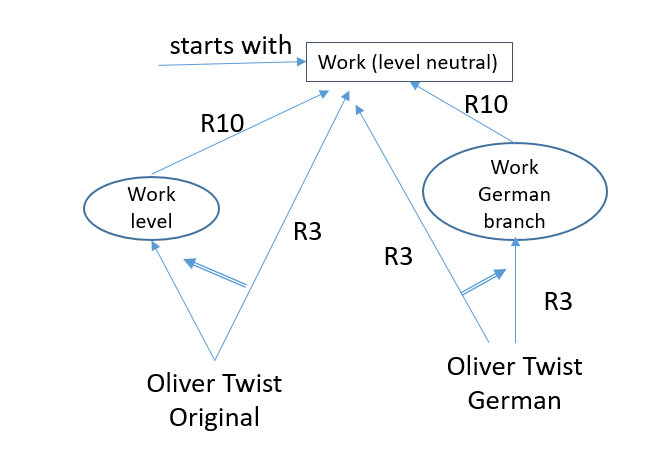 starts with
Work (level neutral)
R10
R10
Work
level
Work
German
branch
R3
R3
R3
Oliver Twist
Original
Oliver Twist
German